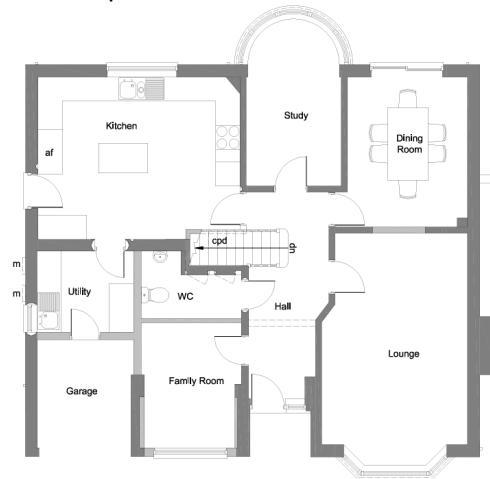 Kitchen
Study
Dining
Room
af
cpd
up
m
m
Utility
WC
Hall
Lounge
Garage
Family Room